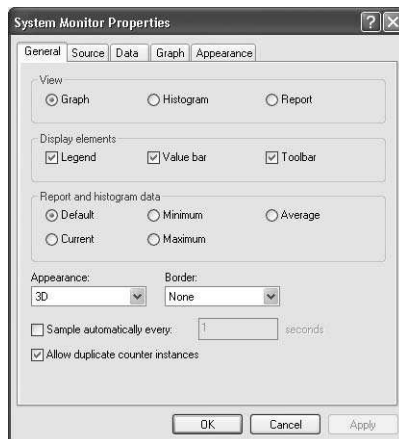 System Monitor Properties
General Source Data Graph Appearance
View
Graph Histogram Report
Display elements
Legend Value bar Toolbar
Report and histogram data
Default Minimum Average
Current Maximum
Appearance: Border:
3D None
Sample automatically every: 1 seconds
Allow duplicate counter instances
OK Cancel Apply